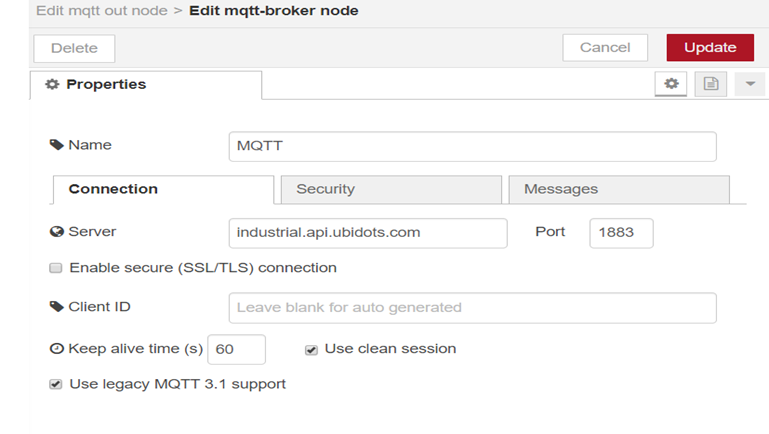 Edit mqtt out node > Edit mqtt-broker node
Delete
Cancel
Update
Properties
Name
MQTT
Connection
Security
Messages
Server
industrial.api.ubidots.com
Port
1883
Enable secure (SSL/TLS) connection
Client ID
Leave blank for auto generated
Keep alive time (s)
60
Use clean session
Use legacy MQTT 3.1 support